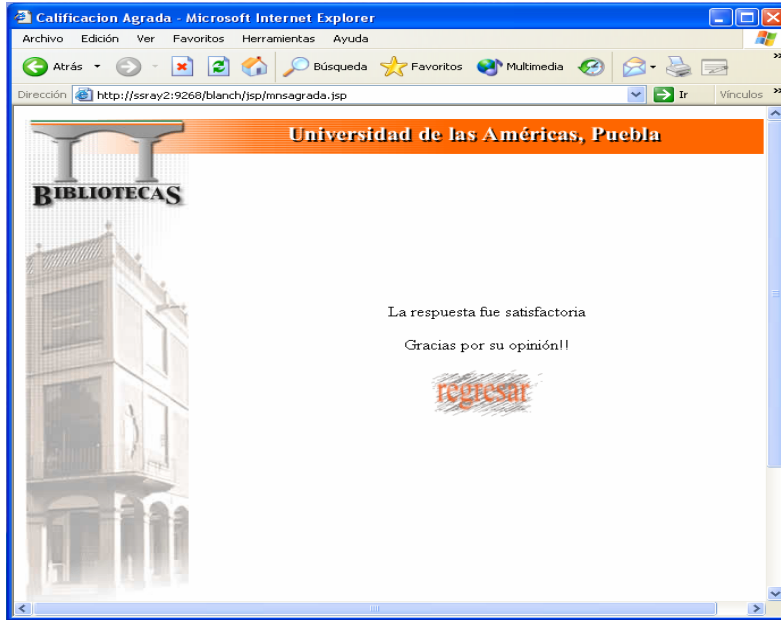 Calificacion Agrada - Microsoft Internet Explorer
Archivo Edición Ver Favoritos Herramientas Ayuda
Atrás Búsqueda Favoritos Multimedia
Dirección http://ssray2:9268/blanch/jsp/mnsagrada.jsp Ir Vínculos
Universidad de las Américas, Puebla
BIBLIOTECAS
La respuesta fue satisfactoria
Gracias por su opinión!!
regresar